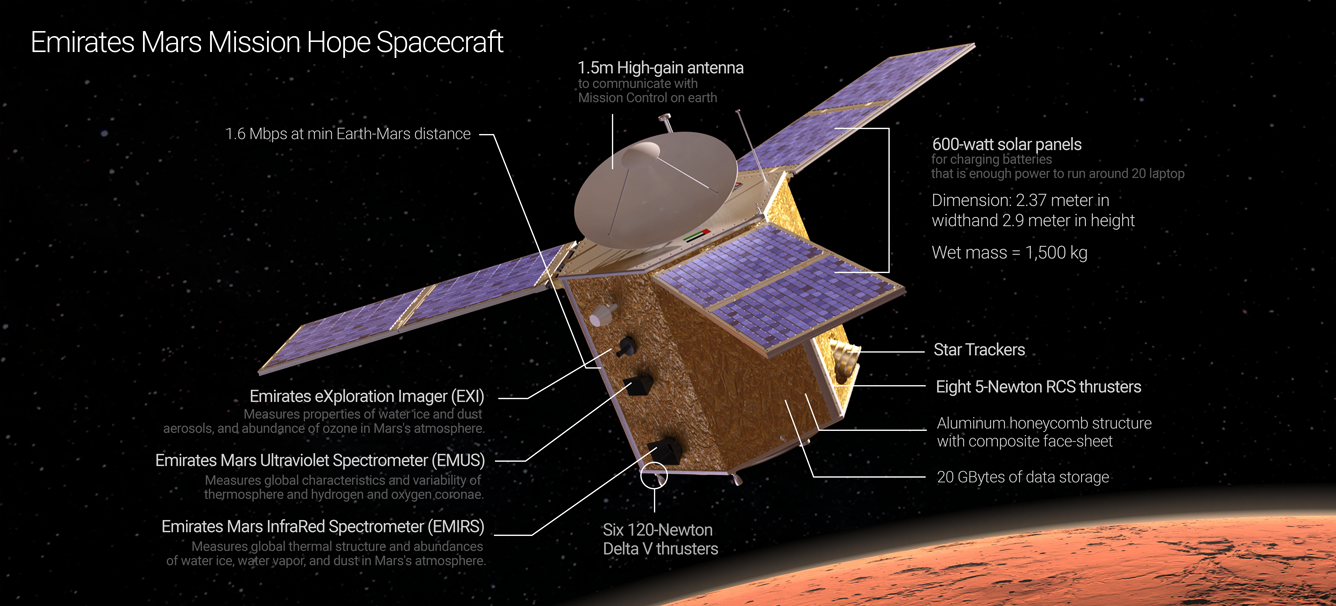 Emirates Mars Mission Hope Spacecraft
1.5m High-gain antenna
to communicate with
Mission Control on earth
1.6 Mbps at min Earth-Mars distance
600-watt solar panels
for charging batteries
that is enough power to run around 20 laptop
Dimension: 2.37 meter in
widthand 2.9 meter in height
Wet mass = 1,500 kg
Emirates eXploration Imager (EXI)
Measures properties of water ice and dust
aerosols, and abundance of ozone in Mars's atmosphere.
Emirates Mars Ultraviolet Spectrometer (EMUS)
Measures global characteristics and variability of
thermosphere and hydrogen and oxygen coronae.
Emirates Mars InfraRed Spectrometer (EMIRS)
Measures global thermal structure and abundances
of water ice, water vapor, and dust in Mars's atmosphere.
Six 120-Newton
Delta V thrusters
Star Trackers
Eight 5-Newton RCS thrusters
Aluminum honeycomb structure
with composite face-sheet
20 GBytes of data storage